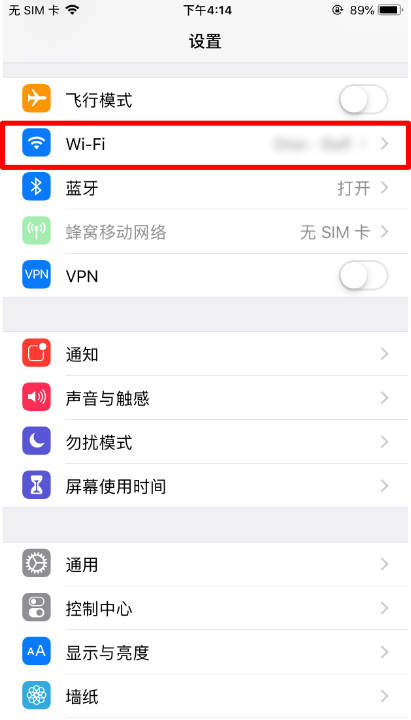 无 SIM 卡 下午4:14 89%
设置
飞行模式
Wi-Fi
蓝牙 打开
蜂窝移动网络 无 SIM 卡
VPN VPN
通知
声音与触感
勿扰模式
屏幕使用时间
通用
控制中心
AA 显示与亮度
墙纸